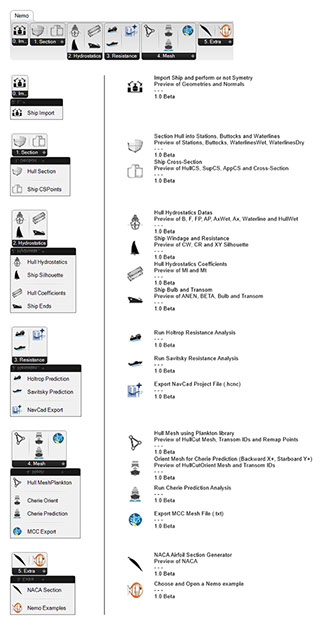 Nemo
0. Im..
1. Section
2. Hydrostatics
3. Resistance
4. Mesh
5. Extra
0. Im..
Ship Import
Import Ship and perform or not Symetry
Preview of Geometries and Normals
- - -
1.0 Beta
1. Section
Hull Section
Ship CSPoints
Section Hull into Stations, Buttocks and Waterlines
Preview of Stations, Buttocks, WaterlinesWet, WaterlinesDry
- - -
1.0 Beta
Ship Cross-Section
Preview of HullCS, SupCS, AppCS and Cross-Section
- - -
1.0 Beta
2. Hydrostatics
Hull Hydrostatics
Ship Silhouette
Hull Coefficients
Ship Ends
Hull Hydrostatics Datas
Preview of B, F, FP, AP, AxWet, Ax, Waterline and HullWet
- - -
1.0 Beta
Ship Windage and Resistance
Preview of CW, CR and XY Silhouette
- - -
1.0 Beta
Hull Hydrostatics Coefficients
Preview of Ml and Mt
- - -
1.0 Beta
Ship Bulb and Transom
Preview of ANEN, BETA, Bulb and Transom
- - -
1.0 Beta
3. Resistance
Holtrop Prediction
Savitsky Prediction
NavCad Export
Run Holtrop Resistance Analysis
- - -
1.0 Beta
Run Savitsky Resistance Analysis
- - -
1.0 Beta
Export NavCad Project File (.hcnc)
- - -
1.0 Beta
4. Mesh
Hull MeshPlankton
Cherie Orient
Cherie Prediction
MCC Export
Hull Mesh using Plankton library
Preview of HullCut Mesh, Transom IDs and Remap Points
- - -
1.0 Beta
Orient Mesh for Cherie Prediction (Backward X+, Starboard Y+)
Preview of HullCutOrient Mesh and Transom IDs
- - -
1.0 Beta
Run Cherie Prediction Analysis
- - -
1.0 Beta
Export MCC Mesh File (.txt)
- - -
1.0 Beta
5. Extra
NACA Section
Nemo Examples
NACA Airfoil Section Generator
Preview of NACA
- - -
1.0 Beta
Choose and Open a Nemo example
- - -
1.0 Beta